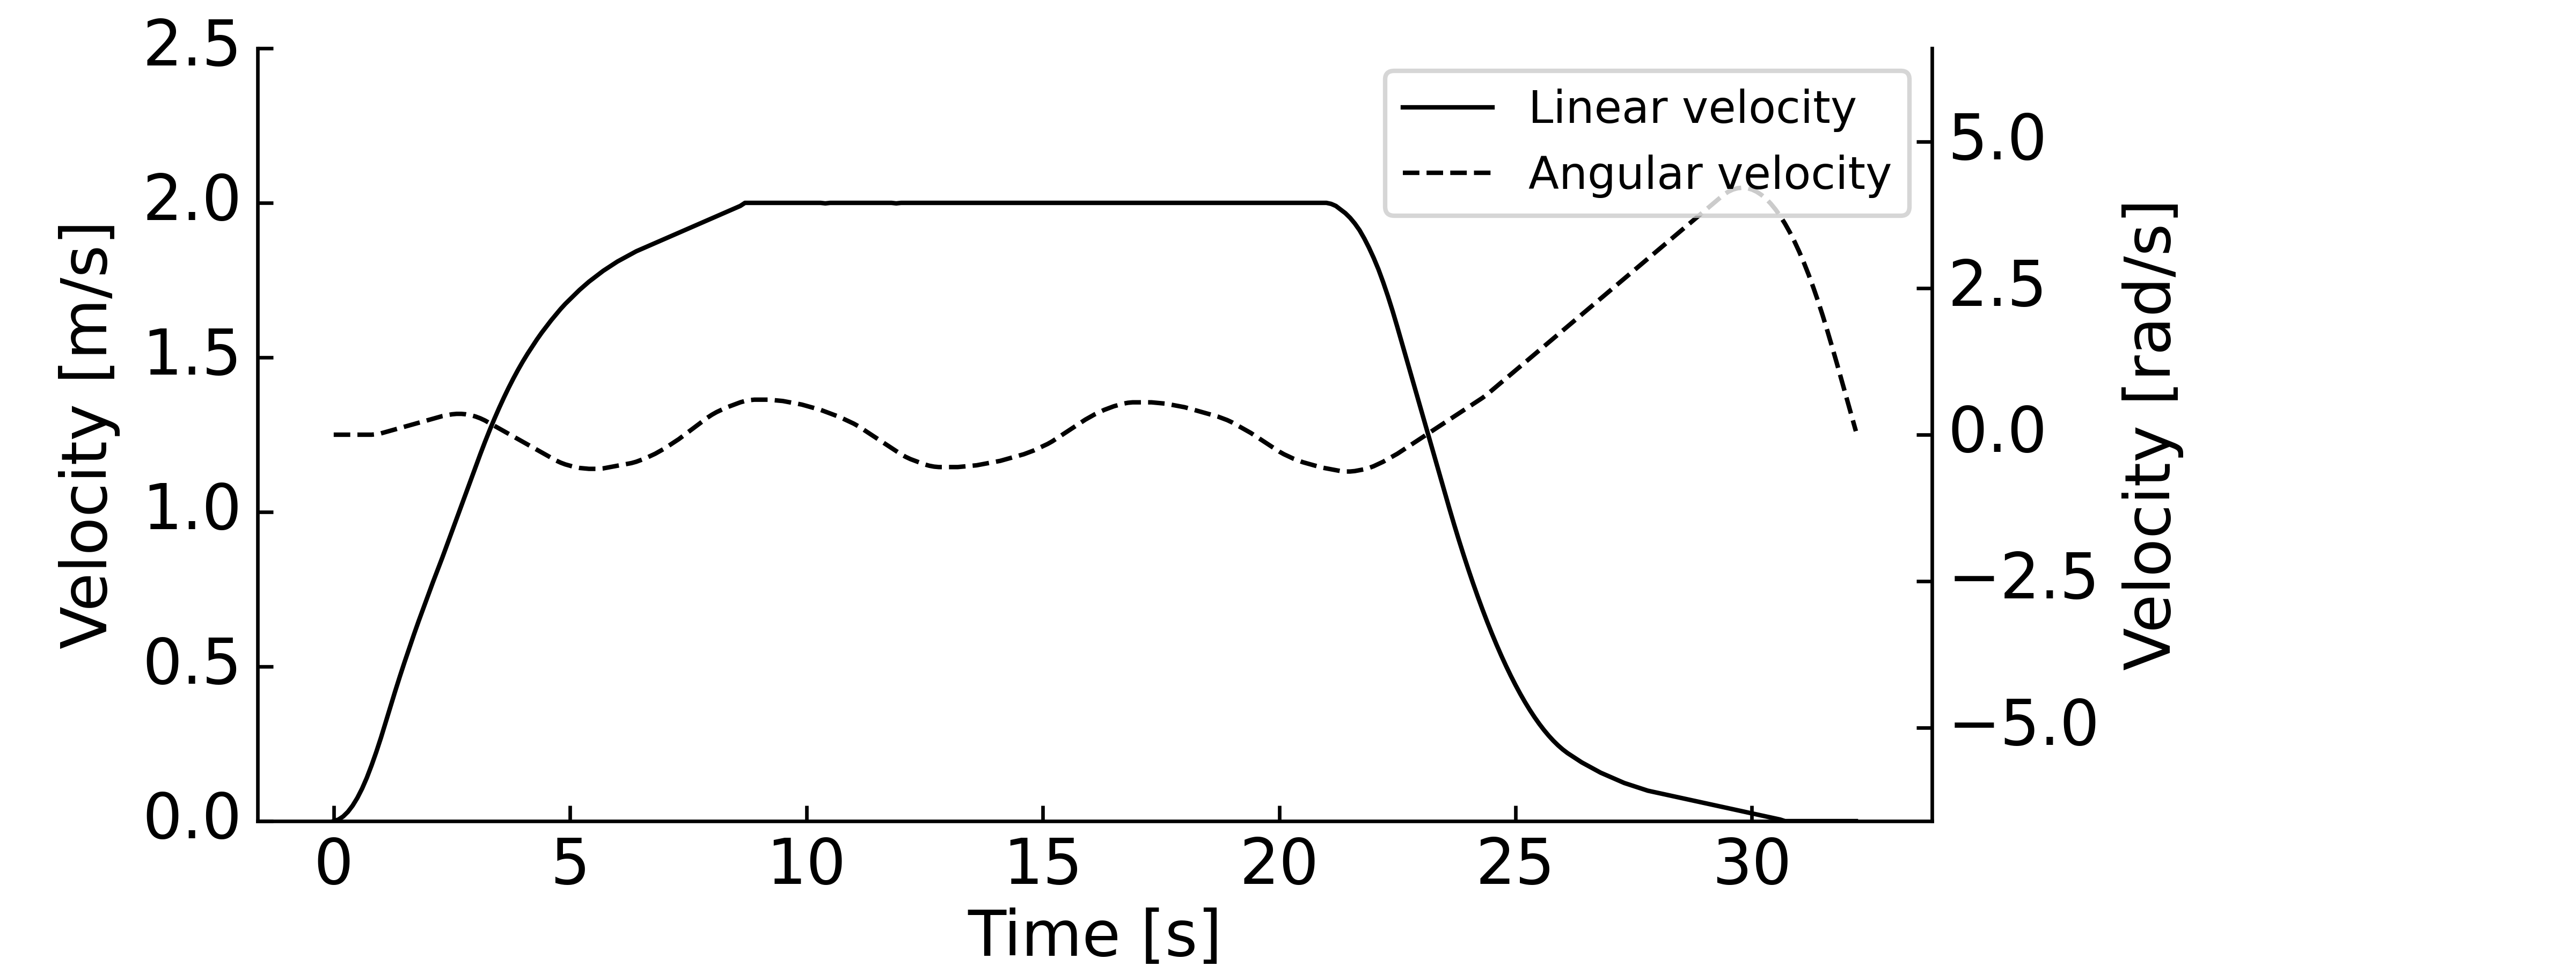 2.5
2.0
1.5
1.0
0.5
0.0
Velocity [m/s]
Linear velocity
Angular velocity
5.0
2.5
0.0
−2.5
−5.0
Velocity [rad/s]
0 5 10 15 20 25 30
Time [s]